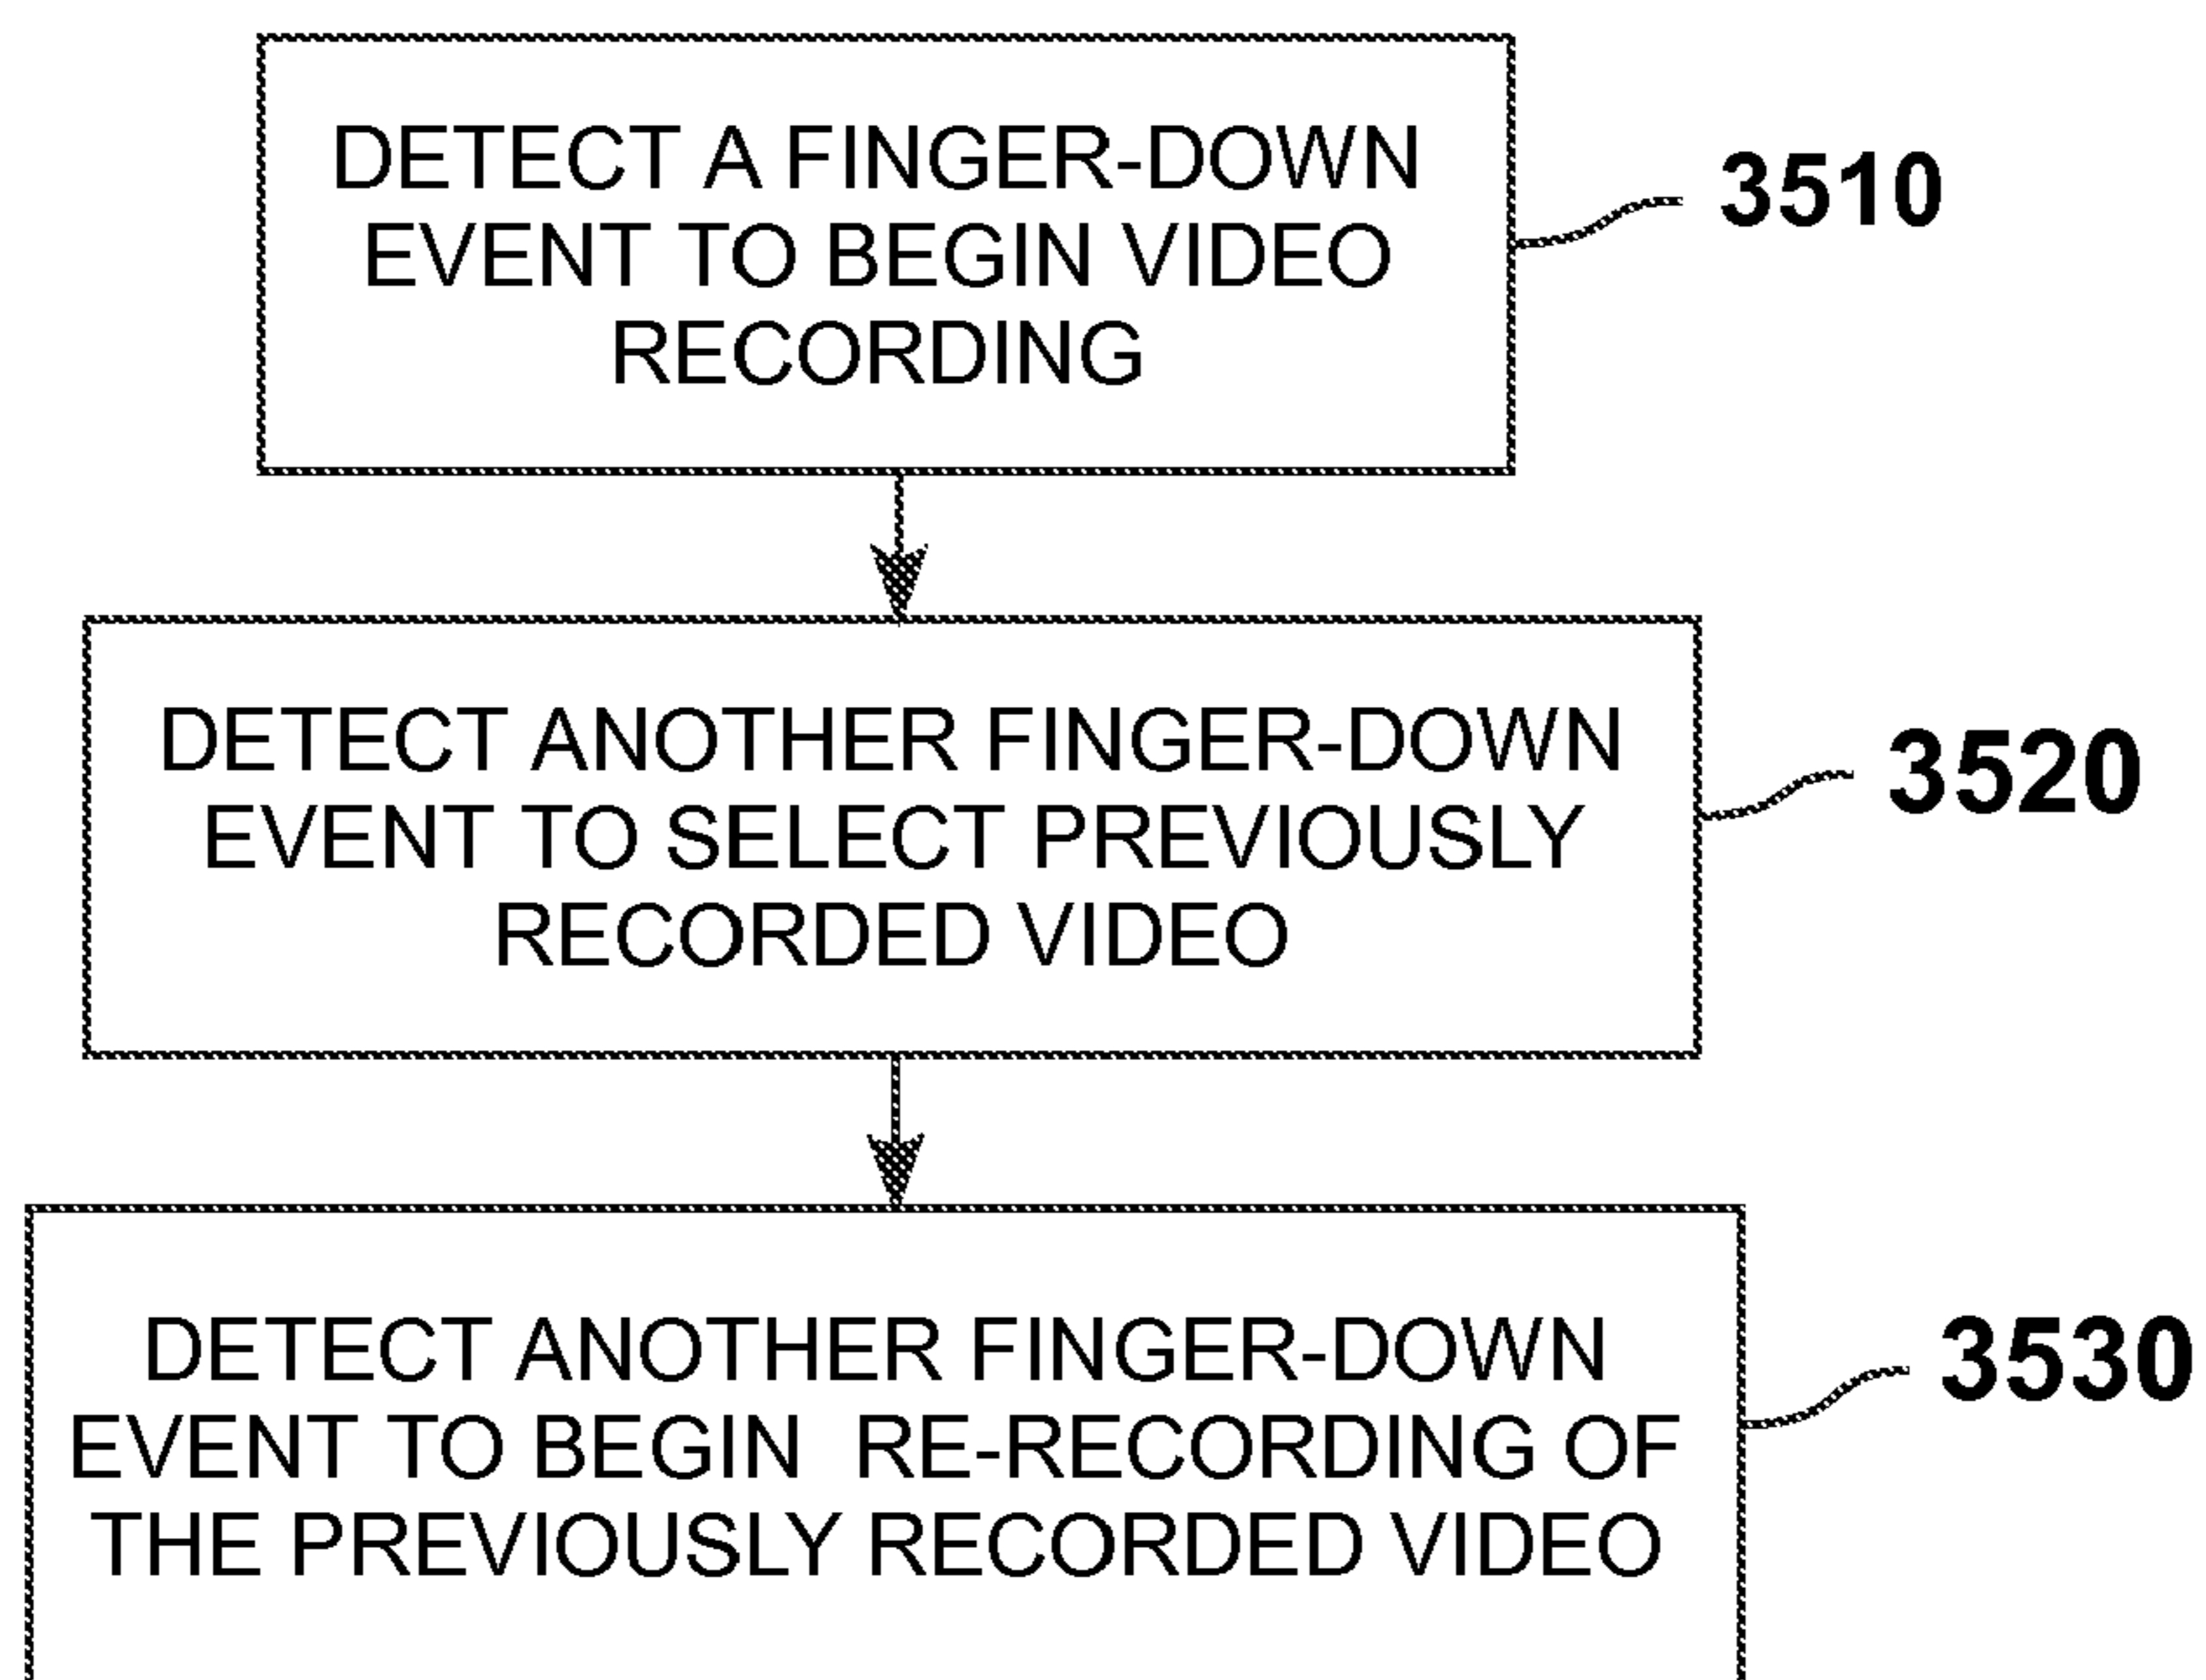 DETECT A FINGER-DOWN
EVENT TO BEGIN VIDEO
RECORDING
3510
DETECT ANOTHER FINGER-DOWN
EVENT TO SELECT PREVIOUSLY
RECORDED VIDEO
3520
DETECT ANOTHER FINGER-DOWN
EVENT TO BEGIN RE-RECORDING OF
THE PREVIOUSLY RECORDED VIDEO
3530